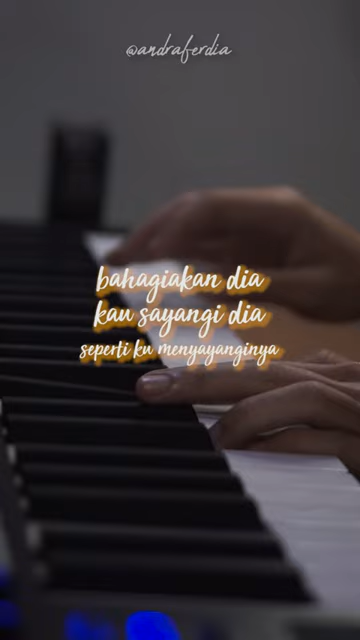 @andraferdia
bahagiakan dia
kau sayangi dia
seperti ku menyayanginya